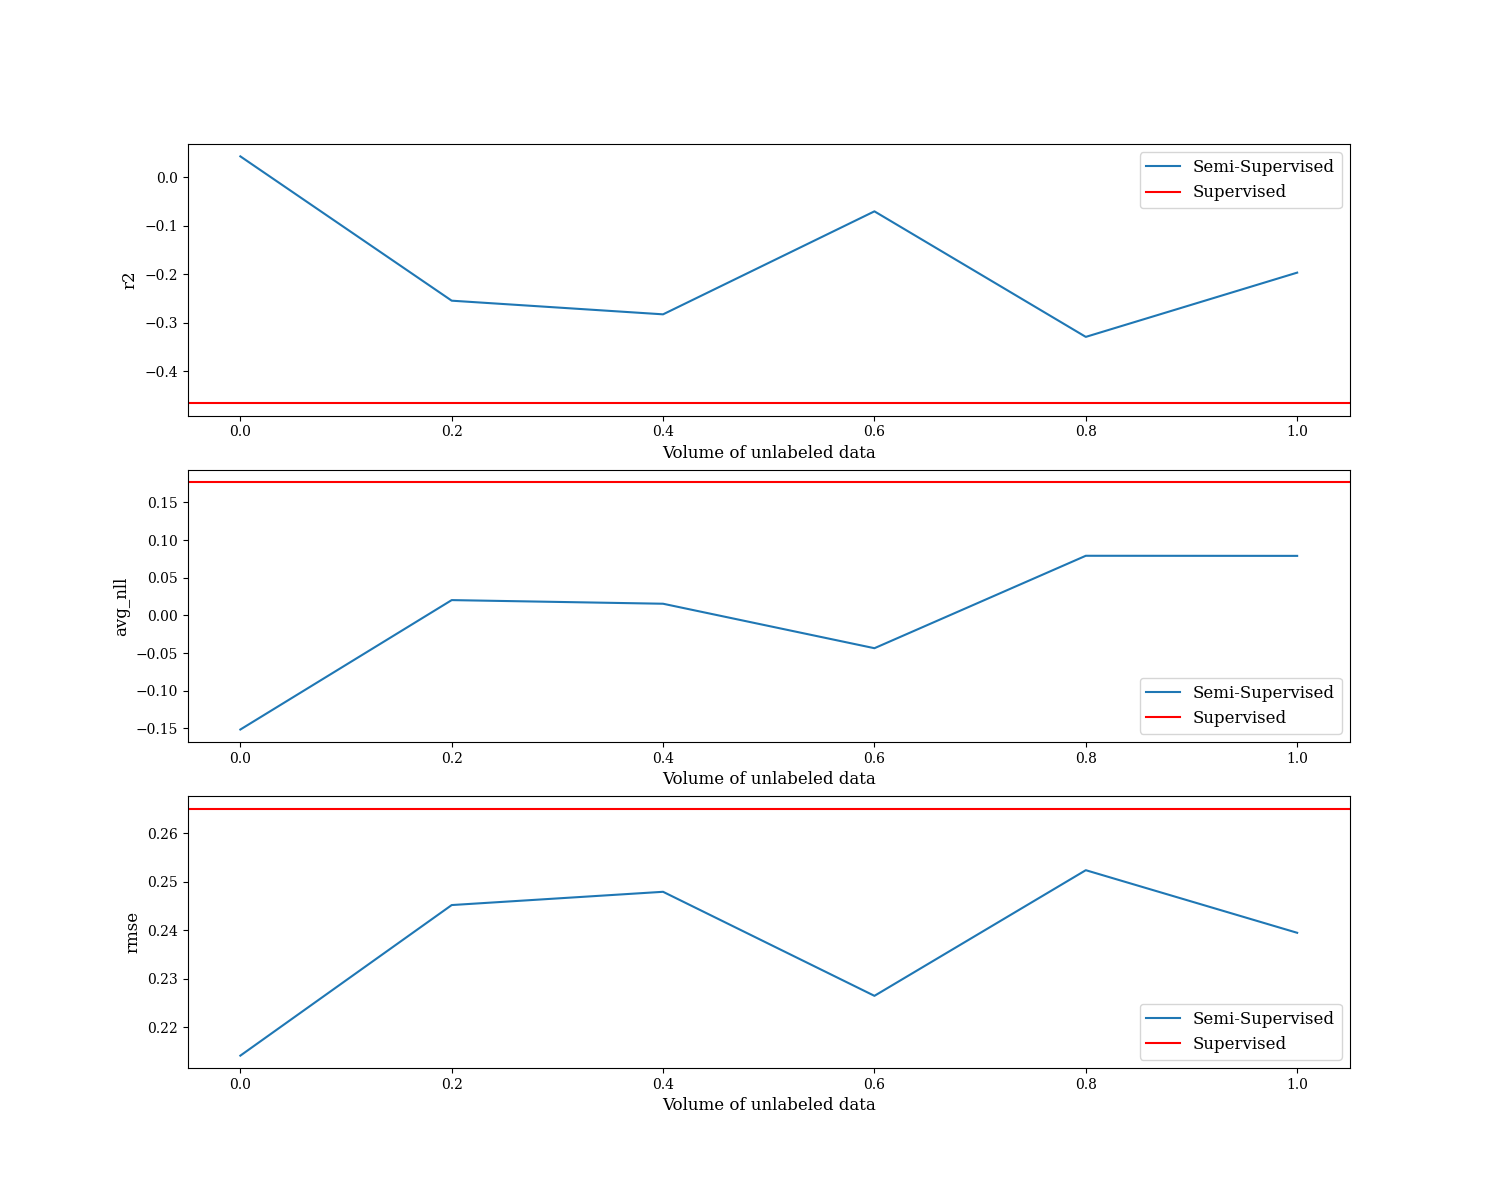 0.0
−0.1
−0.2
−0.3
−0.4
r2
Semi-Supervised
Supervised
0.0 0.2 0.4 0.6 0.8 1.0
Volume of unlabeled data
0.15
0.10
0.05
0.00
−0.05
−0.10
−0.15
avg_nll
Semi-Supervised
Supervised
0.0 0.2 0.4 0.6 0.8 1.0
Volume of unlabeled data
0.26
0.25
0.24
0.23
0.22
rmse
Semi-Supervised
Supervised
0.0 0.2 0.4 0.6 0.8 1.0
Volume of unlabeled data